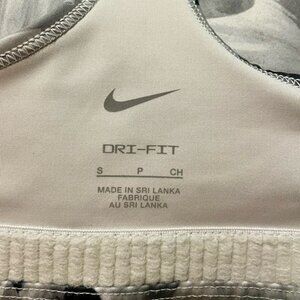 DRI-FIT
S P CH
MADE IN SRI LANKA
FABRIQUE
AU SRI LANKA